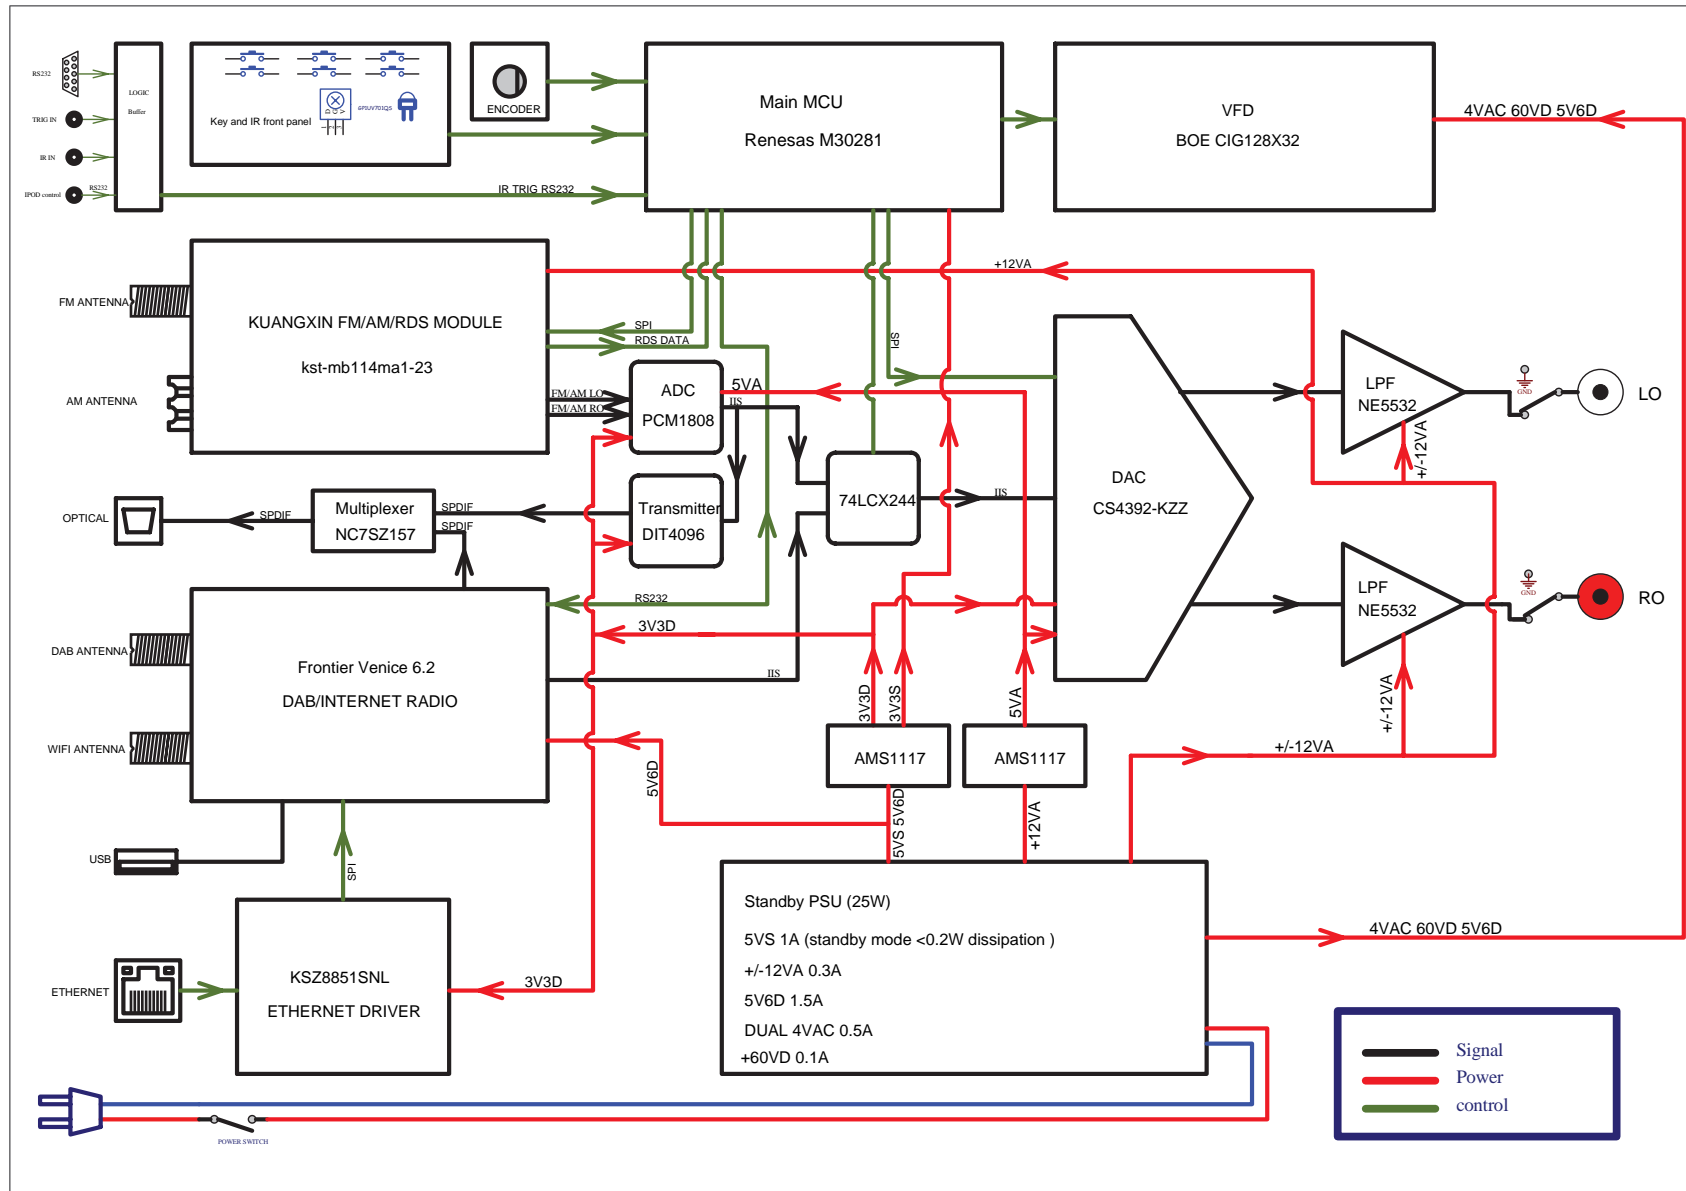 RS232
TRIG IN
IR IN
IPOD control
RS232
LOGIC
Buffer
Key and IR front panel
GP1UV701QS
1 2 3
ENCODER
IR TRIG RS232
Main MCU
Renesas M30281
VFD
BOE CIG128X32
4VAC 60VD 5V6D
FM ANTENNA
AM ANTENNA
KUANGXIN FM/AM/RDS MODULE
kst-mb114ma1-23
+12VA
SPI
RDS DATA
FM/AM LO
FM/AM RO
ADC
PCM1808
5VA
IIS
SPI
74LCX244
IIS
DAC
CS4392-KZZ
LPF
NE5532
+/-12VA
GND
LO
OPTICAL
SPDIF
Multiplexer
NC7SZ157
SPDIF
SPDIF
Transmitter
DIT4096
LPF
NE5532
+/-12VA
GND
RO
DAB ANTENNA
WIFI ANTENNA
Frontier Venice 6.2
DAB/INTERNET RADIO
RS232
3V3D
IIS
5V6D
3V3D
3V3S
5VA
AMS1117
AMS1117
+/-12VA
5VS 5V6D
+12VA
USB
SPI
ETHERNET
KSZ8851SNL
ETHERNET DRIVER
3V3D
Standby PSU (25W)
5VS 1A (standby mode <0.2W dissipation )
+/-12VA 0.3A
5V6D 1.5A
DUAL 4VAC 0.5A
+60VD 0.1A
4VAC 60VD 5V6D
POWER SWITCH
Signal
Power
control